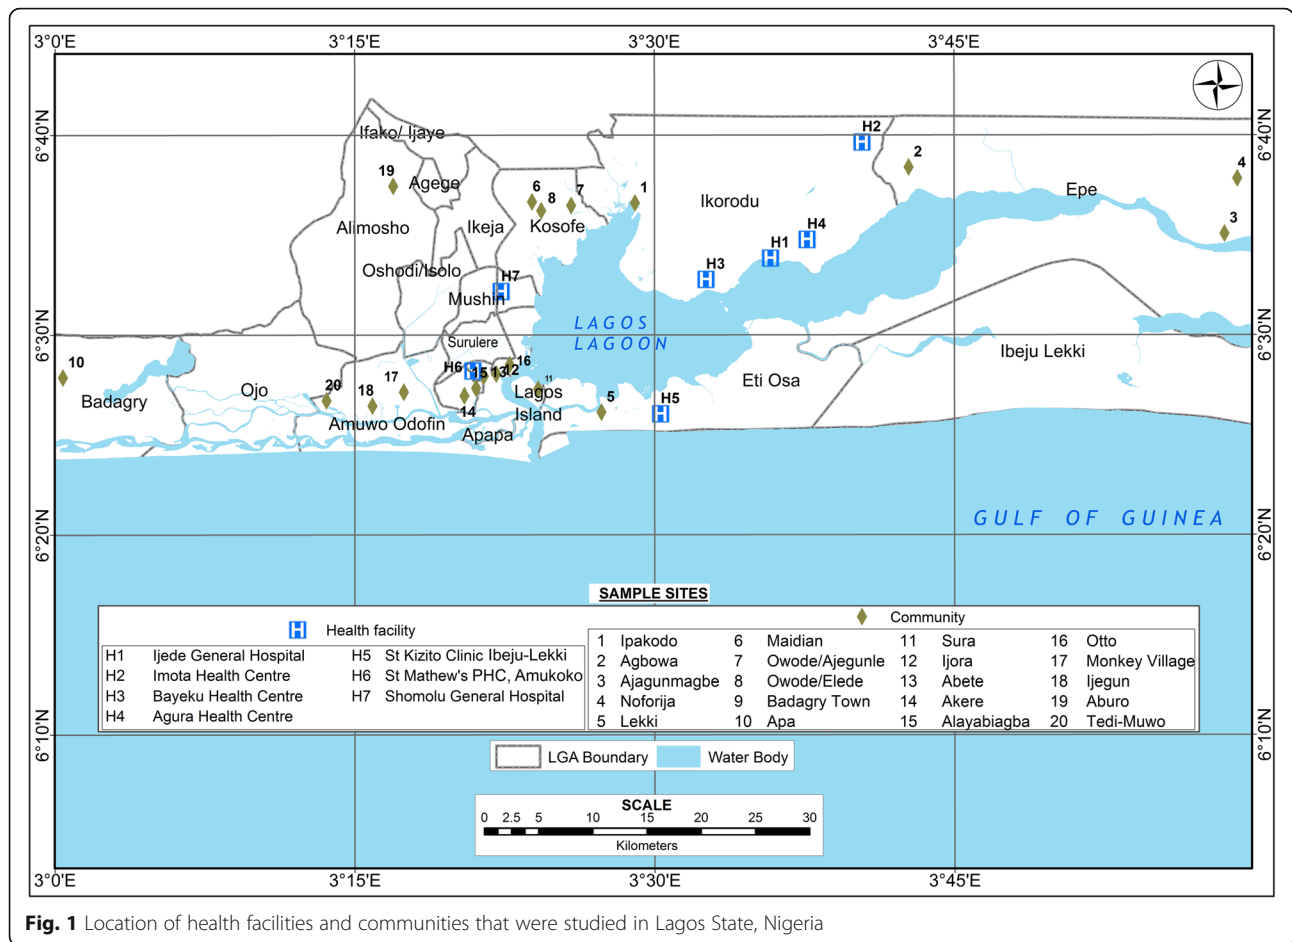 3°0'E 3°15'E 3°30'E 3°45'E
6°40'N 6°40'N
Ifako/ Ijaye
H2
2
4
19
Agege
6 8 7 1
Epe
Ikorodu
Alimosho
Ikeja
Kosofe
H4
3
H1
Oshodi/Isolo
H7
H3
Mushin
LAGOS
LAGOON
6°30'N 6°30'N
Surulere
Ibeju Lekki
10
H6 15 13 12 16
Eti Osa
17
11
Ojo
20
18
Lagos
Island
5
H5
Badagry
14
Amuwo Odofin
Apapa
GULF OF GUINEA
6°20'N 6°20'N
SAMPLE SITES
H Health facility
H1 Ijede General Hospital
H2 Imota Health Centre
H3 Bayeku Health Centre
H4 Agura Health Centre
H5 St Kizito Clinic Ibeju-Lekki
H6 St Mathew's PHC, Amukoko
H7 Shomolu General Hospital
Community
1 Ipakodo
2 Agbowa
3 Ajagunmagbe
4 Noforija
5 Lekki
6 Maidian
7 Owode/Ajegunle
8 Owode/Elede
9 Badagry Town
10 Apa
11 Sura
12 Ijora
13 Abete
14 Akere
15 Alayabiagba
16 Otto
17 Monkey Village
18 Ijegun
19 Aburo
20 Tedi-Muwo
6°10'N 6°10'N
LGA Boundary Water Body
SCALE
0 2.5 5 10 15 20 25 30
Kilometers
3°0'E 3°15'E 3°30'E 3°45'E
Fig. 1 Location of health facilities and communities that were studied in Lagos State, Nigeria